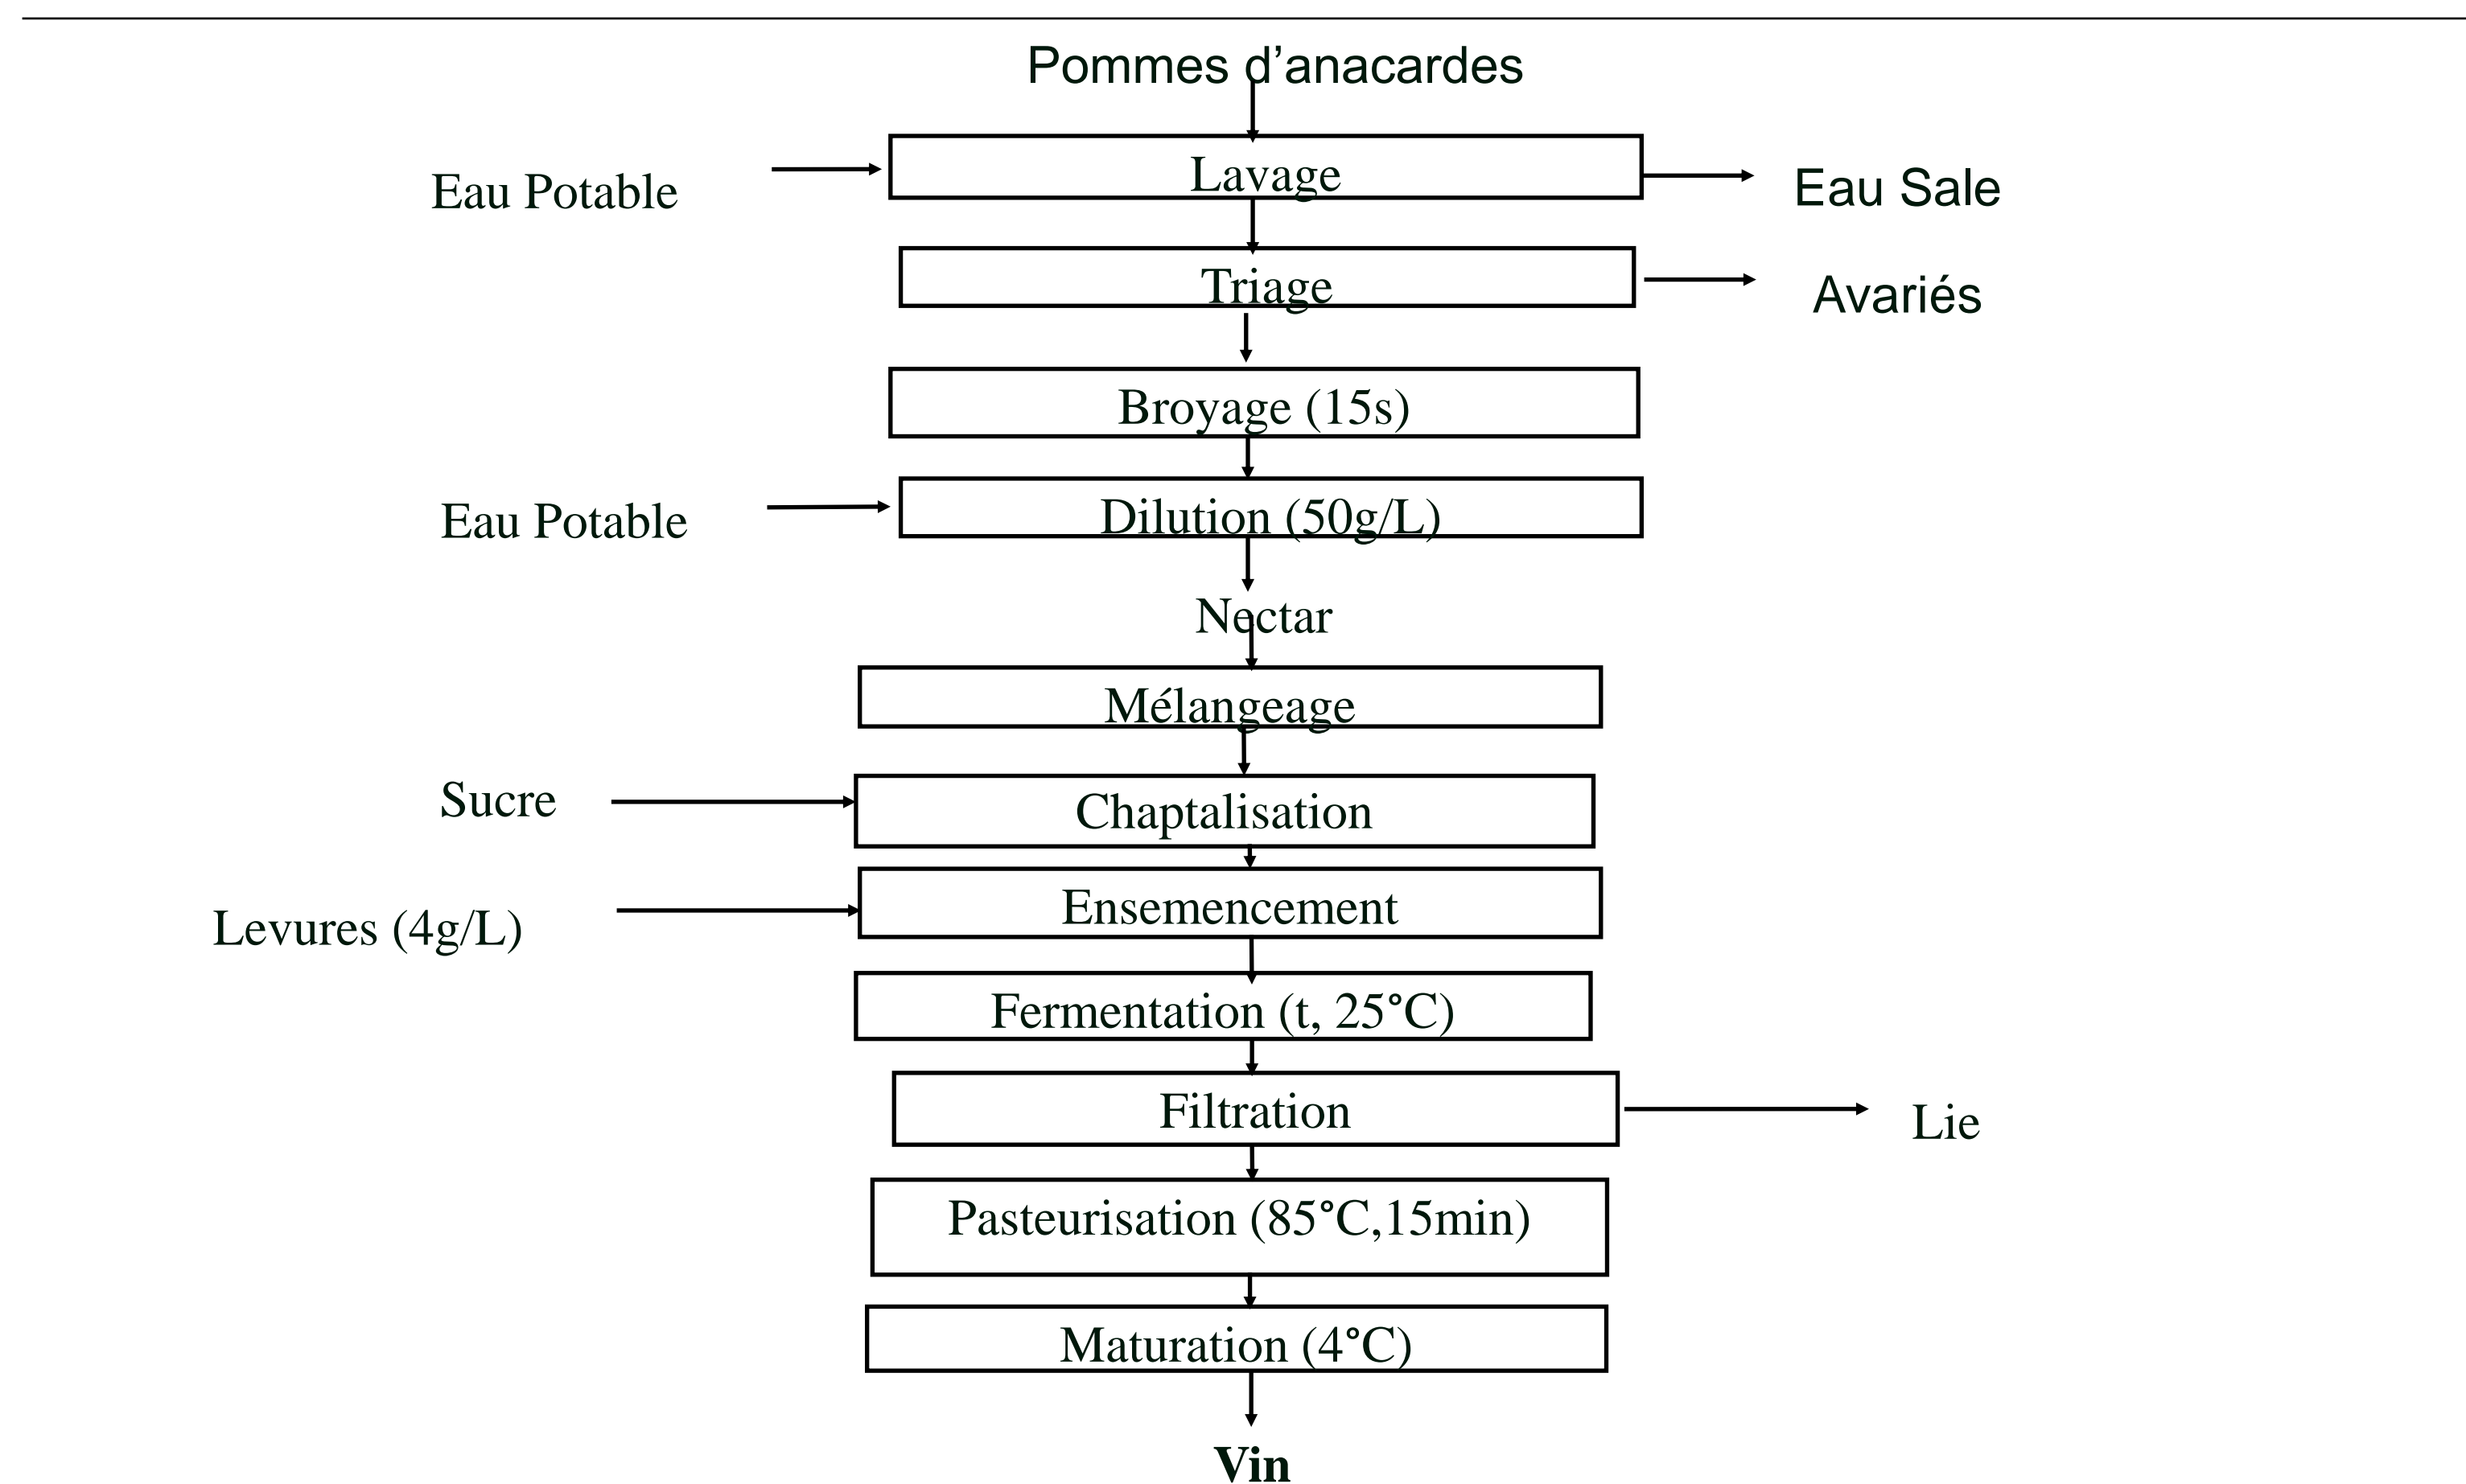 Pommes d’anacardes
Eau Potable
Lavage
Eau Sale
Triage
Avariés
Broyage (15s)
Eau Potable
Dilution (50g/L)
Nectar
Mélangeage
Sucre
Chaptalisation
Levures (4g/L)
Ensemencement
Fermentation (t, 25°C)
Filtration
Lie
Pasteurisation (85°C,15min)
Maturation (4°C)
Vin